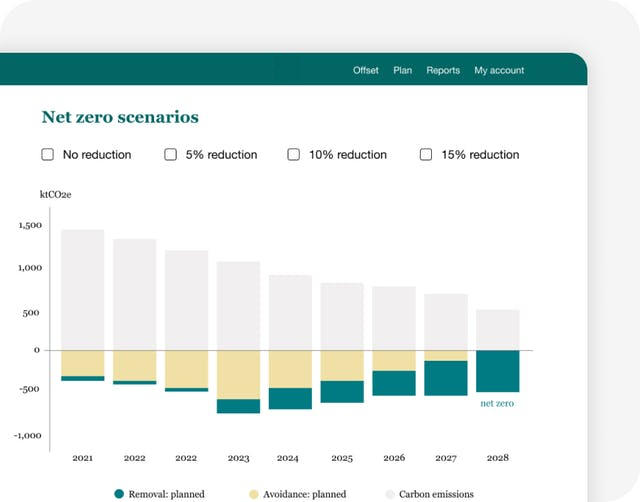 Offset Plan Reports My account
Net zero scenarios
No reduction 5% reduction 10% reduction 15% reduction
ktCO2e
1,500
1,000
500
0
-500
net zero
-1,000
2021 2022 2022 2023 2024 2025 2026 2027 2028
Removal: planned Avoidance: planned Carbon emissions